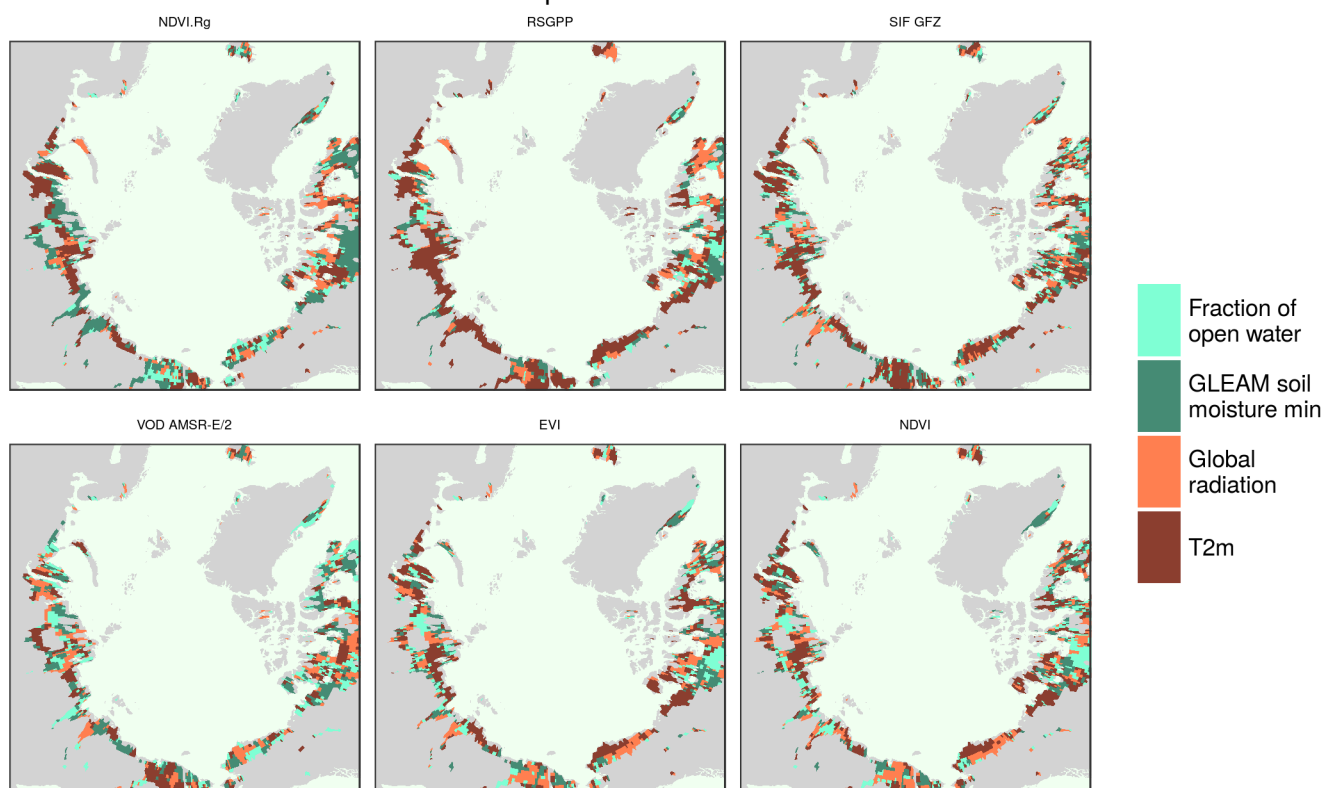 NDVI.Rg
RSGPP
SIF GFZ
VOD AMSR-E/2
EVI
NDVI
Fraction of
open water
GLEAM soil
moisture min
Global
radiation
T2m